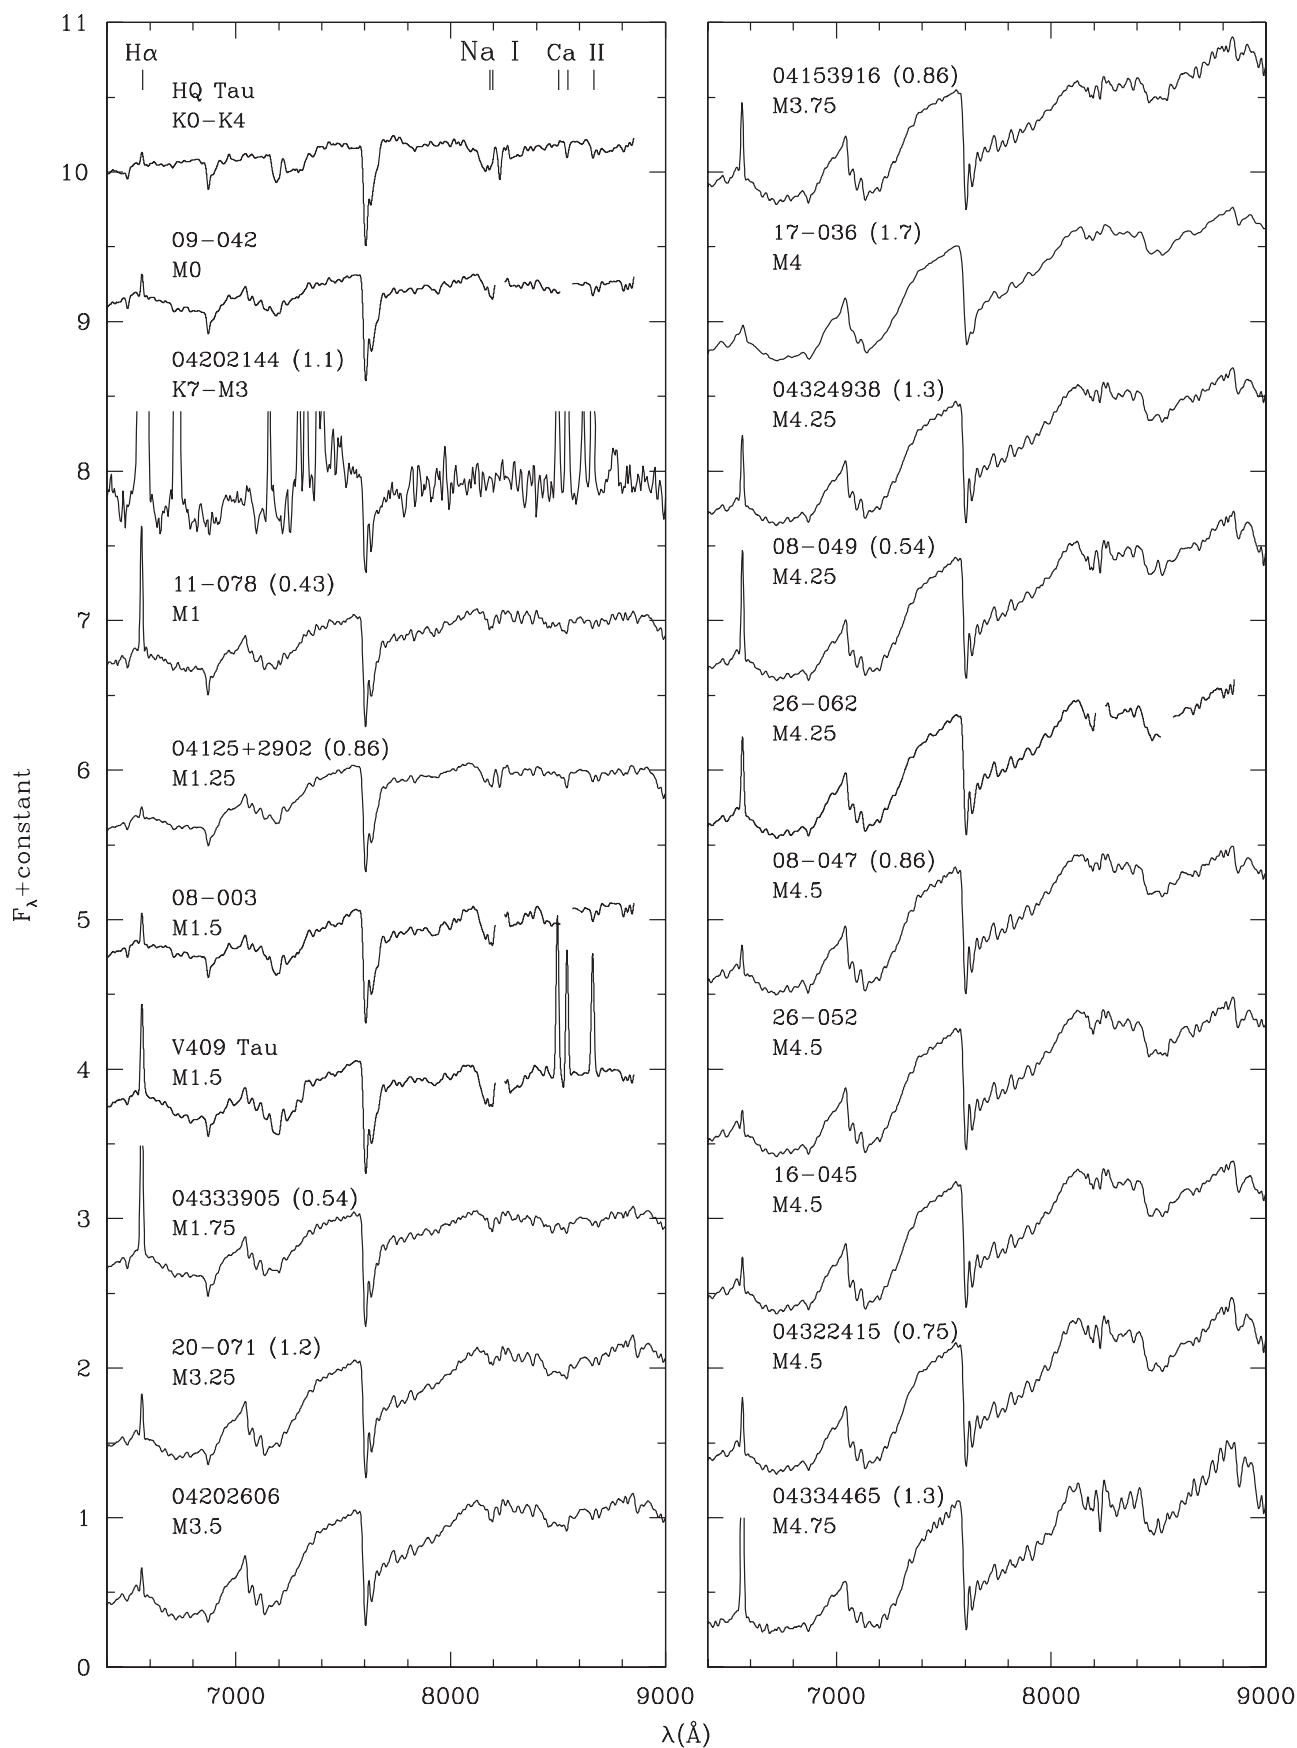 11
10
9
8
7
6
5
4
3
2
1
0
F_λ+constant
Hα
Na I
Ca II
HQ Tau
K0−K4
09−042
M0
04202144 (1.1)
K7−M3
11−078 (0.43)
M1
04125+2902 (0.86)
M1.25
08−003
M1.5
V409 Tau
M1.5
04333905 (0.54)
M1.75
20−071 (1.2)
M3.25
04202606
M3.5
7000
8000
9000
04153916 (0.86)
M3.75
17−036 (1.7)
M4
04324938 (1.3)
M4.25
08−049 (0.54)
M4.25
26−062
M4.25
08−047 (0.86)
M4.5
26−052
M4.5
16−045
M4.5
04322415 (0.75)
M4.5
04334465 (1.3)
M4.75
7000
8000
9000
λ(Å)